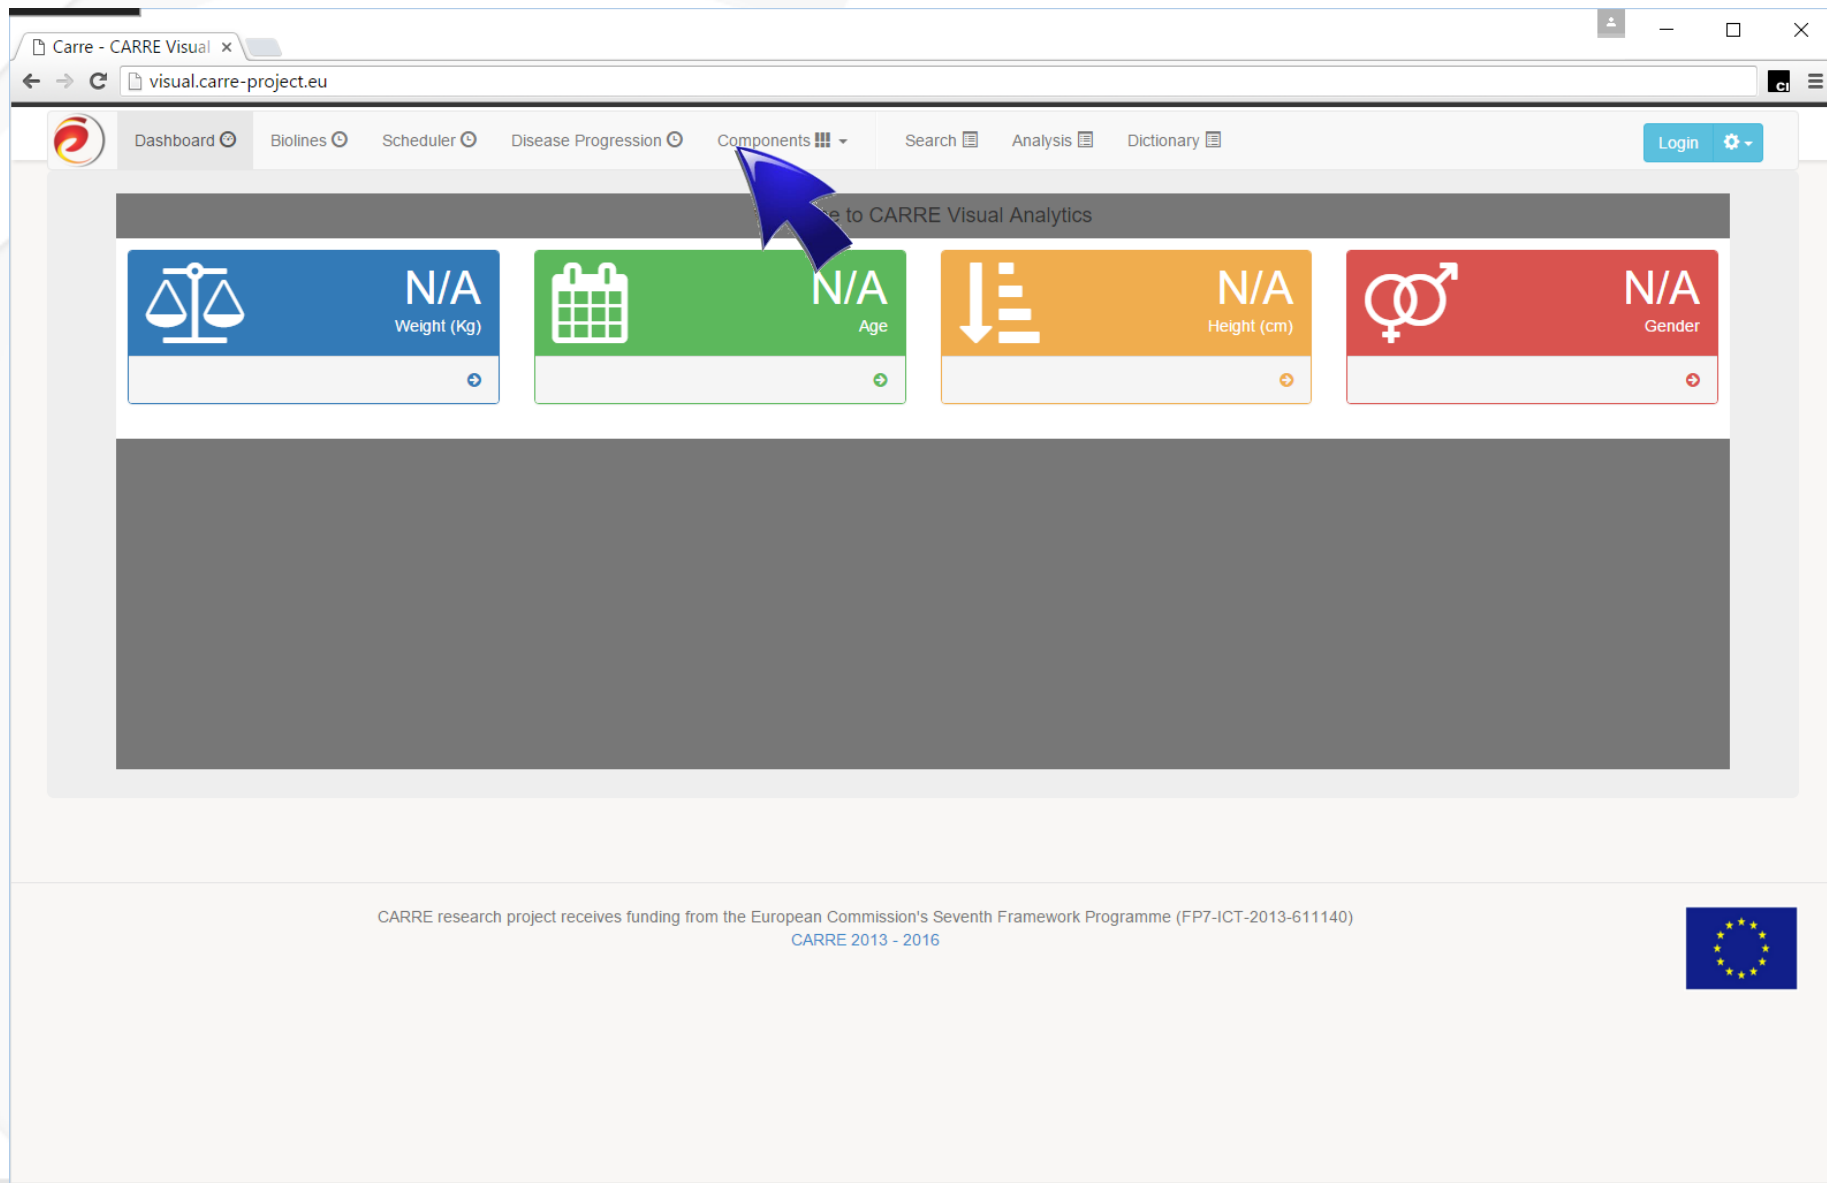 Carre - CARRE Visual
visual.carre-project.eu
Dashboard Biolines Scheduler Disease Progression Components Search Analysis Dictionary Login
to CARRE Visual Analytics
N/A
Weight (Kg)
N/A
Age
N/A
Height (cm)
N/A
Gender
CARRE research project receives funding from the European Commission's Seventh Framework Programme (FP7-ICT-2013-611140)
CARRE 2013 - 2016